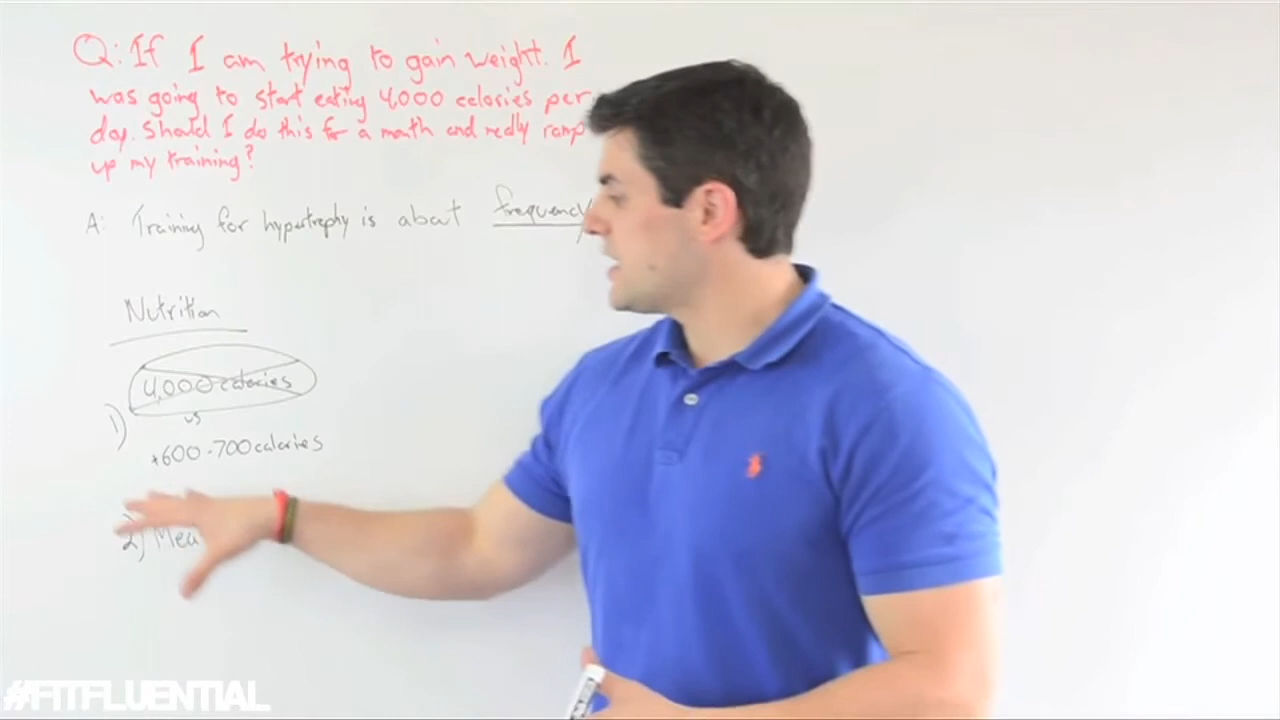 Q: If I am trying to gain weight. I
was going to start eating 4,000 calories per
day. Should I do this for a month and really ramp
up my training?
A: Training for hypertrophy is about frequency
Nutrition
4,000 calories
1)
vs
+600-700 calories
2) Mea
#FITFLUENTIAL